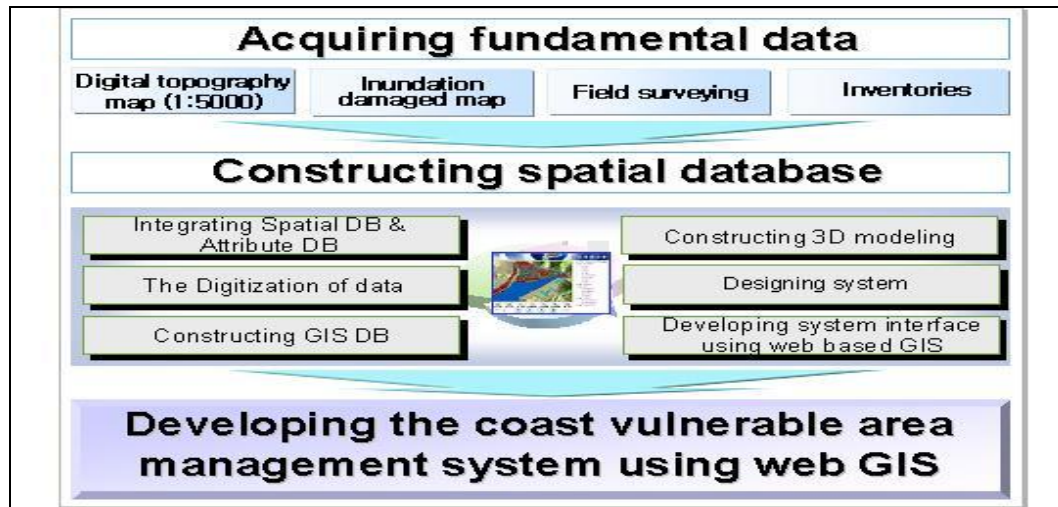 Acquiring fundamental data
Digital topography
map (1:5000)
Inundation
damaged map
Field surveying
Inventories
Constructing spatial database
Integrating Spatial DB &
Attribute DB
The Digitization of data
Constructing GIS DB
Constructing 3D modeling
Designing system
Developing system interface
using web based GIS
Developing the coast vulnerable area
management system using web GIS